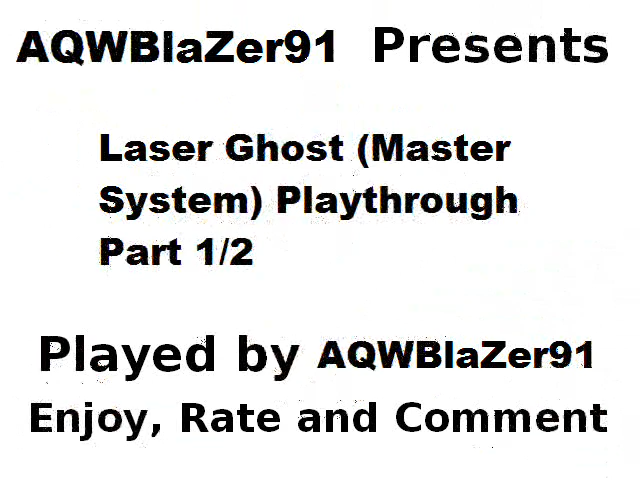 AQWBlaZer91 Presents
Laser Ghost (Master
System) Playthrough
Part 1/2
Played by AQWBlaZer91
Enjoy, Rate and Comment